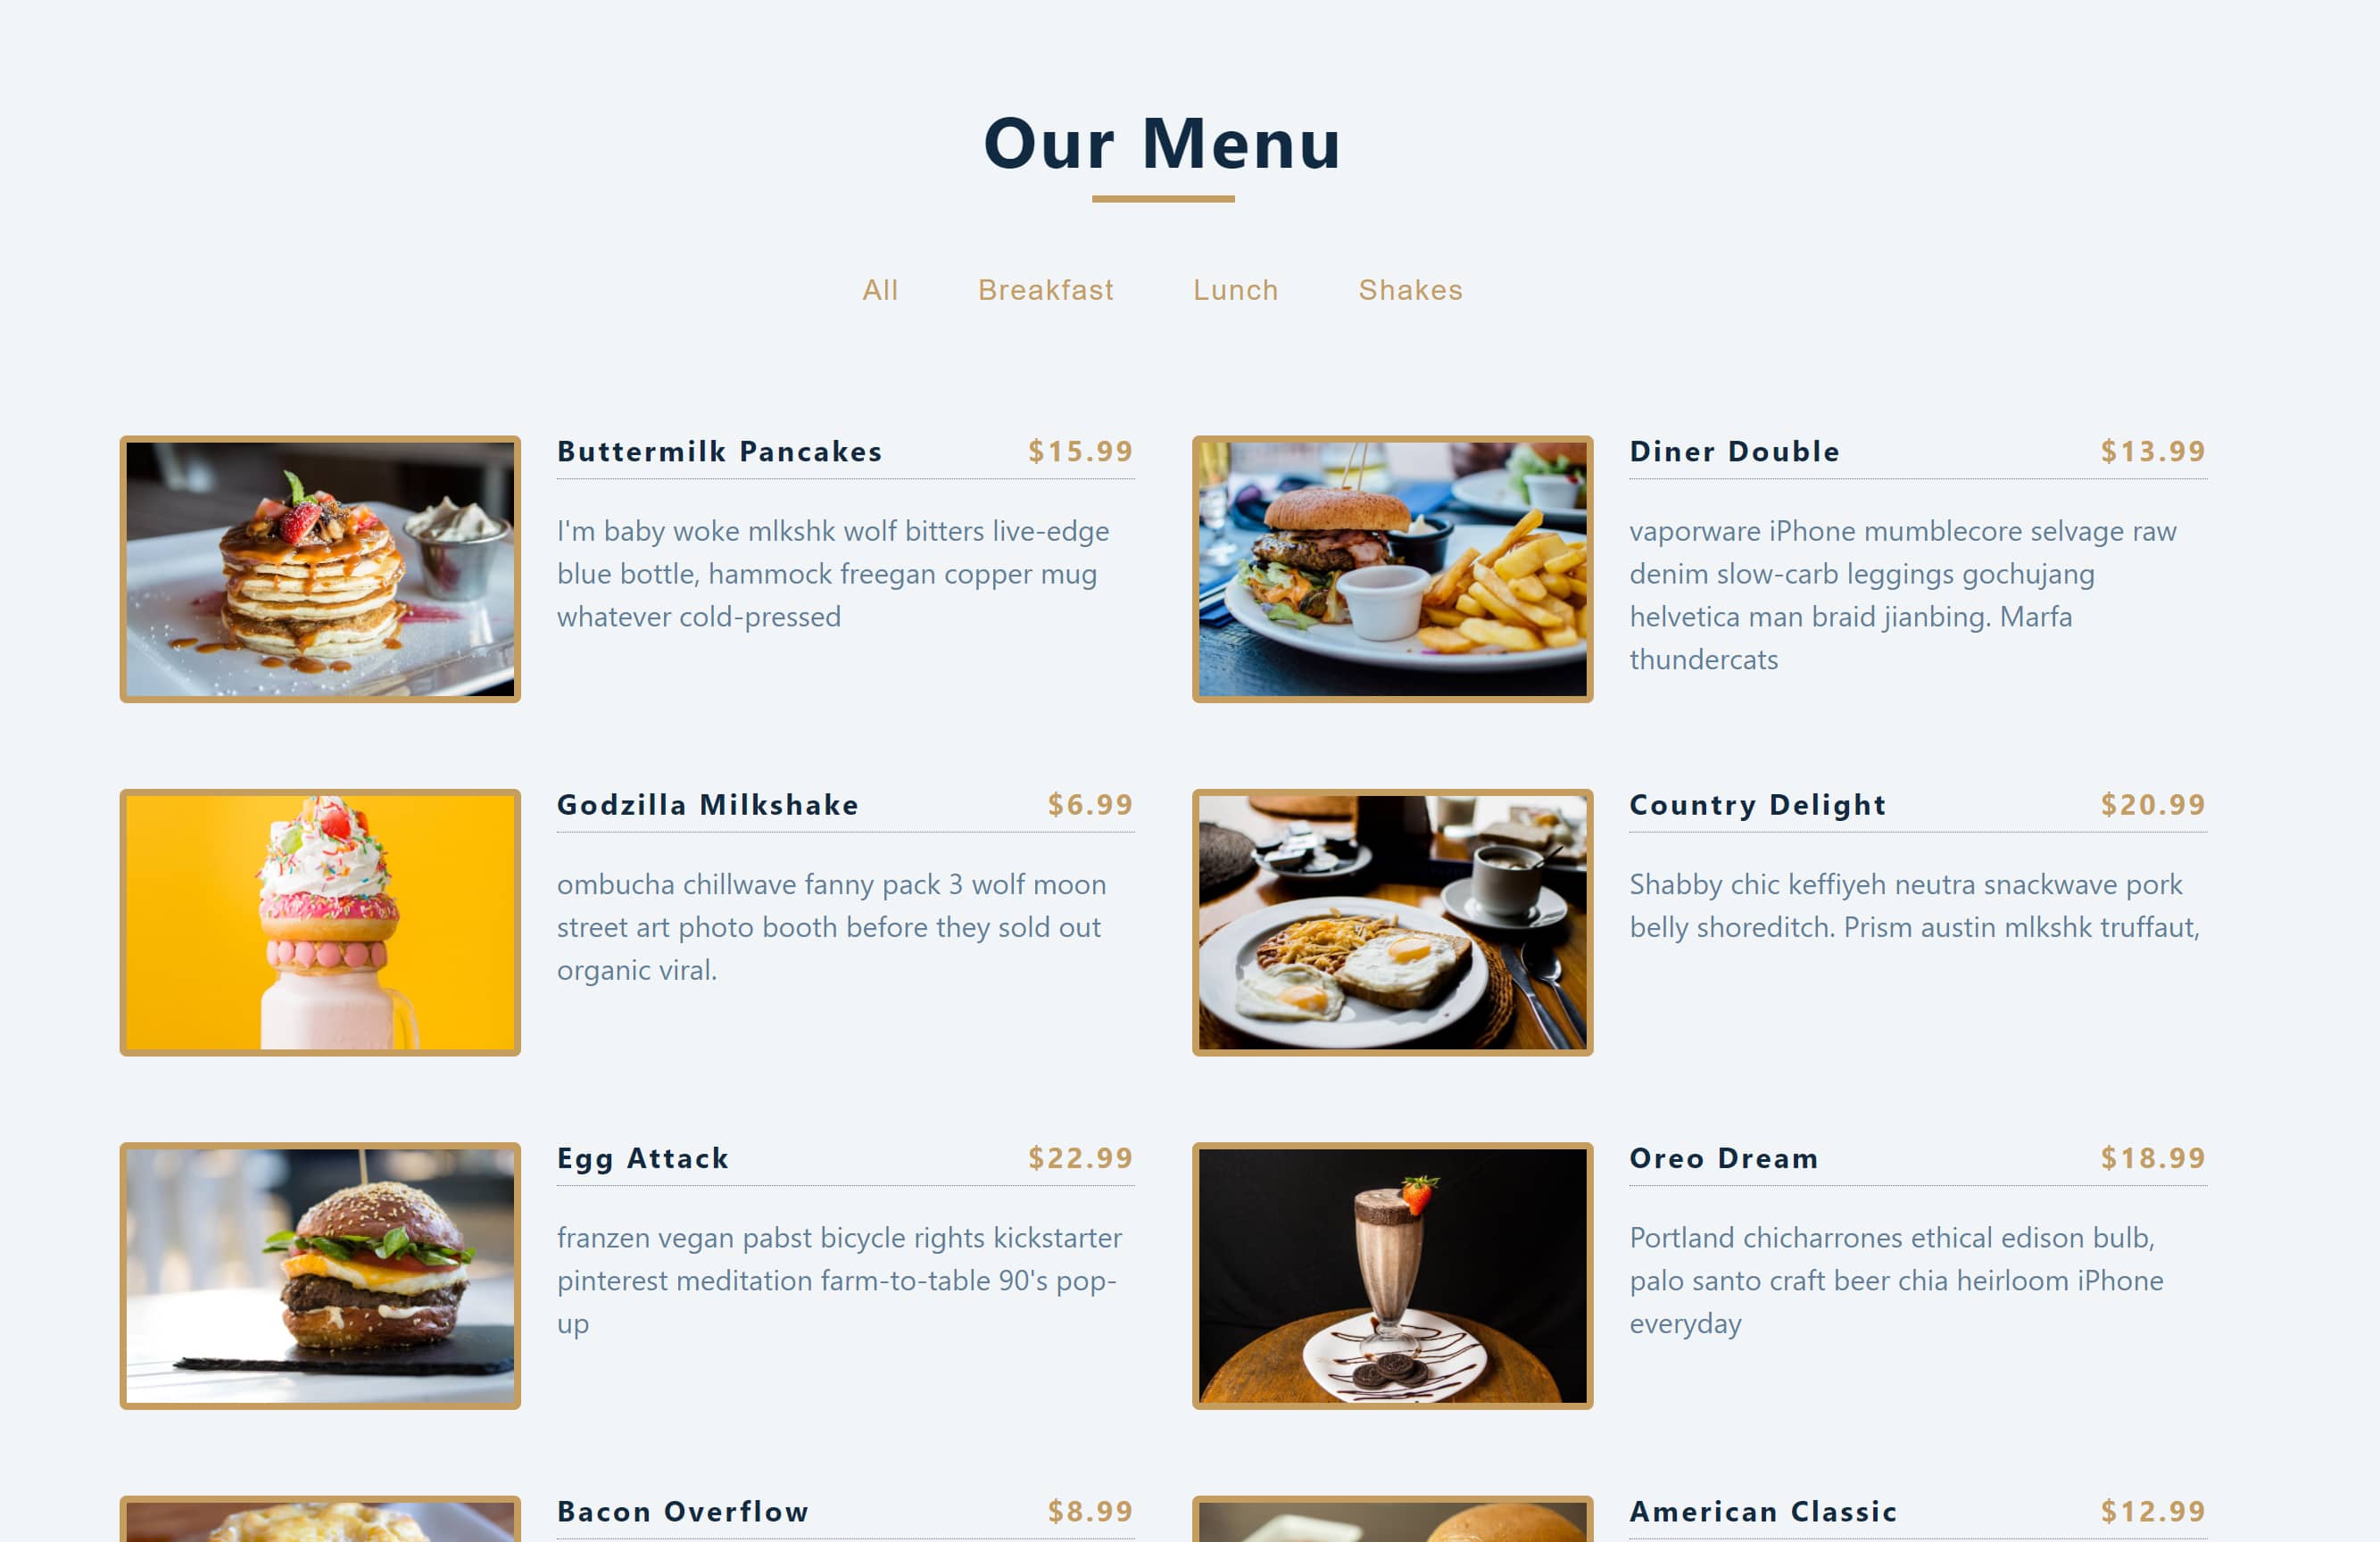 Our Menu
All Breakfast Lunch Shakes
Buttermilk Pancakes $15.99
I'm baby woke mlkshk wolf bitters live-edge
blue bottle, hammock freegan copper mug
whatever cold-pressed
Diner Double $13.99
vaporware iPhone mumblecore selvage raw
denim slow-carb leggings gochujang
helvetica man braid jianbing. Marfa
thundercats
Godzilla Milkshake $6.99
ombucha chillwave fanny pack 3 wolf moon
street art photo booth before they sold out
organic viral.
Country Delight $20.99
Shabby chic keffiyeh neutra snackwave pork
belly shoreditch. Prism austin mlkshk truffaut,
Egg Attack $22.99
franzen vegan pabst bicycle rights kickstarter
pinterest meditation farm-to-table 90's pop-
up
Oreo Dream $18.99
Portland chicharrones ethical edison bulb,
palo santo craft beer chia heirloom iPhone
everyday
Bacon Overflow $8.99
American Classic $12.99